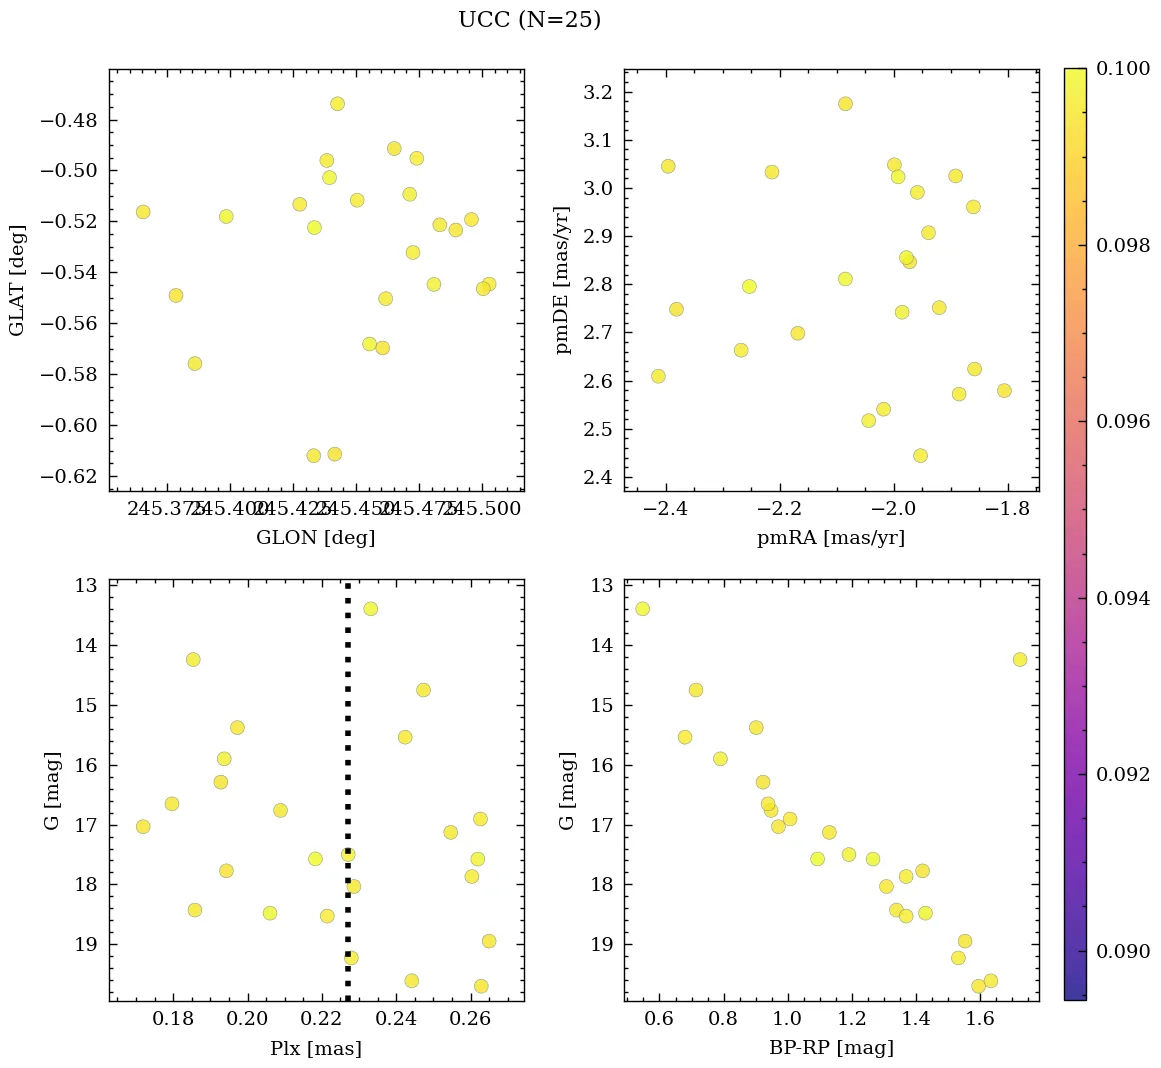 UCC (N=25)
−0.48
−0.50
−0.52
−0.54
−0.56
−0.58
−0.60
−0.62
GLAT [deg]
245.375 245.400 245.425 245.450 245.475 245.500
GLON [deg]
3.2
3.1
3.0
2.9
2.8
2.7
2.6
2.5
2.4
pmDE [mas/yr]
−2.4 −2.2 −2.0 −1.8
pmRA [mas/yr]
13
14
15
16
17
18
19
G [mag]
0.18 0.20 0.22 0.24 0.26
Plx [mas]
13
14
15
16
17
18
19
G [mag]
0.6 0.8 1.0 1.2 1.4 1.6
BP-RP [mag]
0.100
0.098
0.096
0.094
0.092
0.090